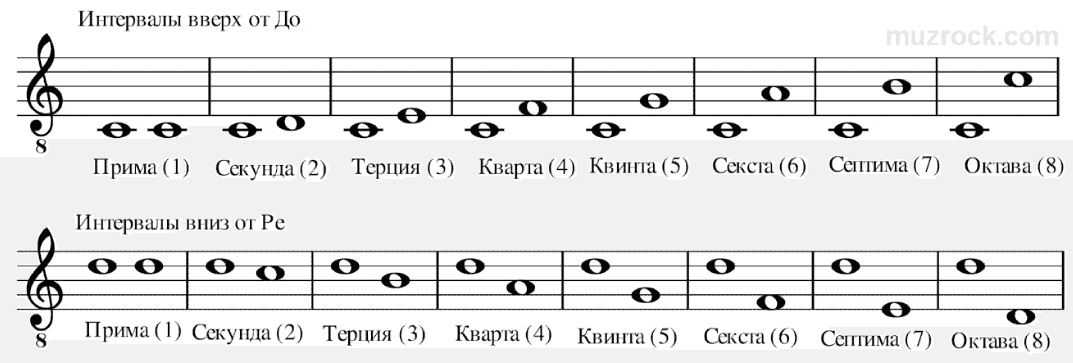 Интервалы вверх от До
muzrock.com
8
Прима (1) Секунда (2) Терция (3) Кварта (4) Квинта (5) Секста (6) Септима (7) Октава (8)
Интервалы вниз от Ре
8
Прима (1) Секунда (2) Терция (3) Кварта (4) Квинта (5) Секста (6) Септима (7) Октава (8)